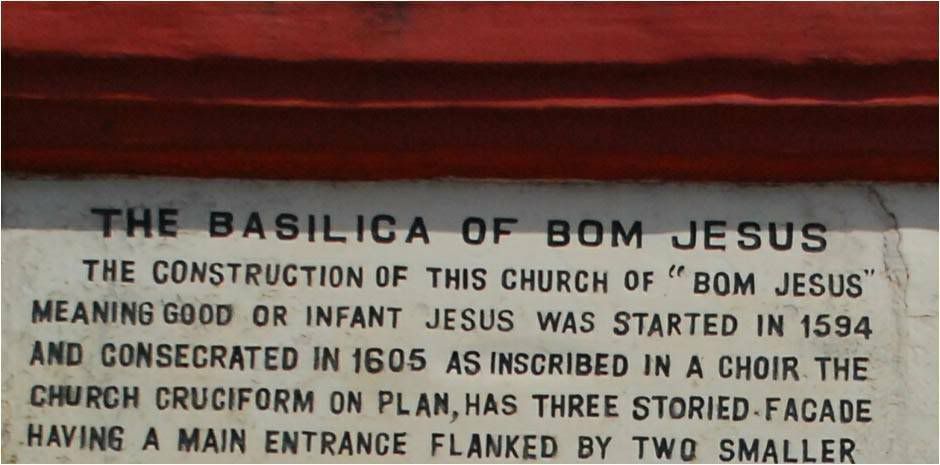 THE BASILICA OF BOM JESUS
THE CONSTRUCTION OF THIS CHURCH OF "BOM JESUS"
MEANING GOOD OR INFANT JESUS WAS STARTED IN 1594
AND CONSECRATED IN 1605 AS INSCRIBED IN A CHOIR. THE
CHURCH CRUCIFORM ON PLAN, HAS THREE STORIED-FACADE
HAVING A MAIN ENTRANCE FLANKED BY TWO SMALLER